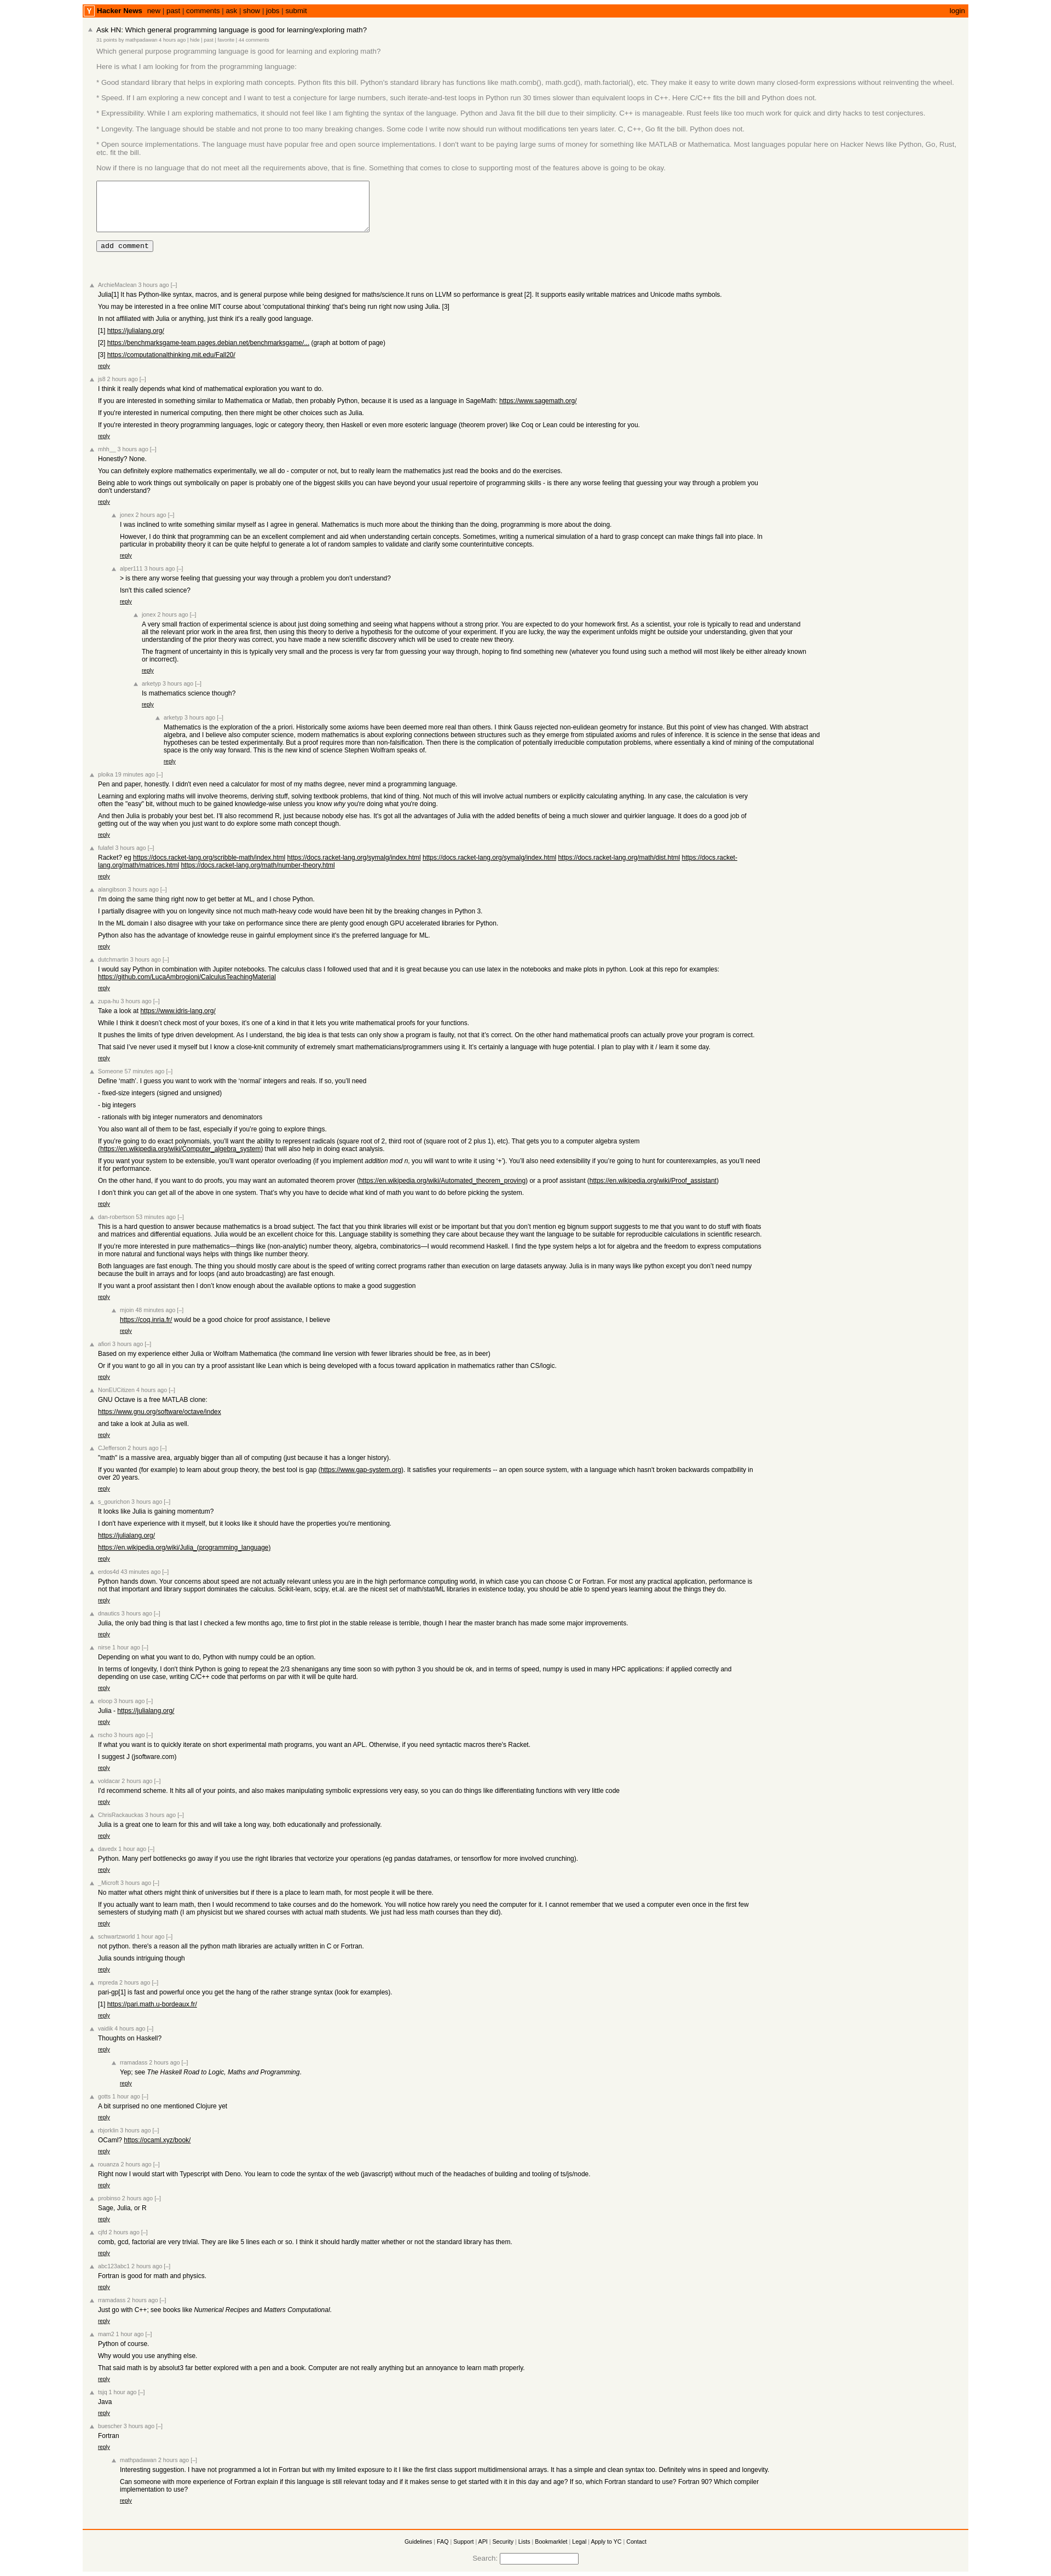 Y Hacker News new | past | comments | ask | show | jobs | submit login
Ask HN: Which general programming language is good for learning/exploring math?
31 points by mathpadawan 4 hours ago | hide | past | favorite | 44 comments
Which general purpose programming language is good for learning and exploring math?
Here is what I am looking for from the programming language:
* Good standard library that helps in exploring math concepts. Python fits this bill. Python's standard library has functions like math.comb(), math.gcd(), math.factorial(), etc. They make it easy to write down many closed-form expressions without reinventing the wheel.
* Speed. If I am exploring a new concept and I want to test a conjecture for large numbers, such iterate-and-test loops in Python run 30 times slower than equivalent loops in C++. Here C/C++ fits the bill and Python does not.
* Expressibility. While I am exploring mathematics, it should not feel like I am fighting the syntax of the language. Python and Java fit the bill due to their simplicity. C++ is manageable. Rust feels like too much work for quick and dirty hacks to test conjectures.
* Longevity. The language should be stable and not prone to too many breaking changes. Some code I write now should run without modifications ten years later. C, C++, Go fit the bill. Python does not.
* Open source implementations. The language must have popular free and open source implementations. I don't want to be paying large sums of money for something like MATLAB or Mathematica. Most languages popular here on Hacker News like Python, Go, Rust,
etc. fit the bill.
Now if there is no language that do not meet all the requirements above, that is fine. Something that comes to close to supporting most of the features above is going to be okay.
add comment
ArchieMaclean 3 hours ago [–]
Julia[1] It has Python-like syntax, macros, and is general purpose while being designed for maths/science.It runs on LLVM so performance is great [2]. It supports easily writable matrices and Unicode maths symbols.
You may be interested in a free online MIT course about 'computational thinking' that's being run right now using Julia. [3]
In not affiliated with Julia or anything, just think it's a really good language.
[1] https://julialang.org/
[2] https://benchmarksgame-team.pages.debian.net/benchmarksgame/... (graph at bottom of page)
[3] https://computationalthinking.mit.edu/Fall20/
reply
js8 2 hours ago [–]
I think it really depends what kind of mathematical exploration you want to do.
If you are interested in something similar to Mathematica or Matlab, then probably Python, because it is used as a language in SageMath: https://www.sagemath.org/
If you're interested in numerical computing, then there might be other choices such as Julia.
If you're interested in theory programming languages, logic or category theory, then Haskell or even more esoteric language (theorem prover) like Coq or Lean could be interesting for you.
reply
mhh__ 3 hours ago [–]
Honestly? None.
You can definitely explore mathematics experimentally, we all do - computer or not, but to really learn the mathematics just read the books and do the exercises.
Being able to work things out symbolically on paper is probably one of the biggest skills you can have beyond your usual repertoire of programming skills - is there any worse feeling that guessing your way through a problem you
don't understand?
reply
jonex 2 hours ago [–]
I was inclined to write something similar myself as I agree in general. Mathematics is much more about the thinking than the doing, programming is more about the doing.
However, I do think that programming can be an excellent complement and aid when understanding certain concepts. Sometimes, writing a numerical simulation of a hard to grasp concept can make things fall into place. In
particular in probability theory it can be quite helpful to generate a lot of random samples to validate and clarify some counterintuitive concepts.
reply
alper111 3 hours ago [–]
> is there any worse feeling that guessing your way through a problem you don't understand?
Isn't this called science?
reply
jonex 2 hours ago [–]
A very small fraction of experimental science is about just doing something and seeing what happens without a strong prior. You are expected to do your homework first. As a scientist, your role is typically to read and understand
all the relevant prior work in the area first, then using this theory to derive a hypothesis for the outcome of your experiment. If you are lucky, the way the experiment unfolds might be outside your understanding, given that your
understanding of the prior theory was correct, you have made a new scientific discovery which will be used to create new theory.
The fragment of uncertainty in this is typically very small and the process is very far from guessing your way through, hoping to find something new (whatever you found using such a method will most likely be either already known
or incorrect).
reply
arketyp 3 hours ago [–]
Is mathematics science though?
reply
arketyp 3 hours ago [–]
Mathematics is the exploration of the a priori. Historically some axioms have been deemed more real than others. I think Gauss rejected non-eulidean geometry for instance. But this point of view has changed. With abstract
algebra, and I believe also computer science, modern mathematics is about exploring connections between structures such as they emerge from stipulated axioms and rules of inference. It is science in the sense that ideas and
hypotheses can be tested experimentally. But a proof requires more than non-falsification. Then there is the complication of potentially irreducible computation problems, where essentially a kind of mining of the computational
space is the only way forward. This is the new kind of science Stephen Wolfram speaks of.
reply
ploika 19 minutes ago [–]
Pen and paper, honestly. I didn't even need a calculator for most of my maths degree, never mind a programming language.
Learning and exploring maths will involve theorems, deriving stuff, solving textbook problems, that kind of thing. Not much of this will involve actual numbers or explicitly calculating anything. In any case, the calculation is very
often the "easy" bit, without much to be gained knowledge-wise unless you know why you're doing what you're doing.
And then Julia is probably your best bet. I'll also recommend R, just because nobody else has. It's got all the advantages of Julia with the added benefits of being a much slower and quirkier language. It does do a good job of
getting out of the way when you just want to do explore some math concept though.
reply
fulafel 3 hours ago [–]
Racket? eg https://docs.racket-lang.org/scribble-math/index.html https://docs.racket-lang.org/symalg/index.html https://docs.racket-lang.org/symalg/index.html https://docs.racket-lang.org/math/dist.html https://docs.racket-
lang.org/math/matrices.html https://docs.racket-lang.org/math/number-theory.html
reply
alangibson 3 hours ago [–]
I'm doing the same thing right now to get better at ML, and I chose Python.
I partially disagree with you on longevity since not much math-heavy code would have been hit by the breaking changes in Python 3.
In the ML domain I also disagree with your take on performance since there are plenty good enough GPU accelerated libraries for Python.
Python also has the advantage of knowledge reuse in gainful employment since it's the preferred language for ML.
reply
dutchmartin 3 hours ago [–]
I would say Python in combination with Jupiter notebooks. The calculus class I followed used that and it is great because you can use latex in the notebooks and make plots in python. Look at this repo for examples:
https://github.com/LucaAmbrogioni/CalculusTeachingMaterial
reply
zupa-hu 3 hours ago [–]
Take a look at https://www.idris-lang.org/
While I think it doesn’t check most of your boxes, it’s one of a kind in that it lets you write mathematical proofs for your functions.
It pushes the limits of type driven development. As I understand, the big idea is that tests can only show a program is faulty, not that it’s correct. On the other hand mathematical proofs can actually prove your program is correct.
That said I’ve never used it myself but I know a close-knit community of extremely smart mathematicians/programmers using it. It’s certainly a language with huge potential. I plan to play with it / learn it some day.
reply
Someone 57 minutes ago [–]
Define ‘math’. I guess you want to work with the ‘normal’ integers and reals. If so, you’ll need
- fixed-size integers (signed and unsigned)
- big integers
- rationals with big integer numerators and denominators
You also want all of them to be fast, especially if you’re going to explore things.
If you’re going to do exact polynomials, you’ll want the ability to represent radicals (square root of 2, third root of (square root of 2 plus 1), etc). That gets you to a computer algebra system
(https://en.wikipedia.org/wiki/Computer_algebra_system) that will also help in doing exact analysis.
If you want your system to be extensible, you’ll want operator overloading (if you implement addition mod n, you will want to write it using ‘+’). You’ll also need extensibility if you’re going to hunt for counterexamples, as you’ll need
it for performance.
On the other hand, if you want to do proofs, you may want an automated theorem prover (https://en.wikipedia.org/wiki/Automated_theorem_proving) or a proof assistant (https://en.wikipedia.org/wiki/Proof_assistant)
I don’t think you can get all of the above in one system. That’s why you have to decide what kind of math you want to do before picking the system.
reply
dan-robertson 53 minutes ago [–]
This is a hard question to answer because mathematics is a broad subject. The fact that you think libraries will exist or be important but that you don’t mention eg bignum support suggests to me that you want to do stuff with floats
and matrices and differential equations. Julia would be an excellent choice for this. Language stability is something they care about because they want the language to be suitable for reproducible calculations in scientific research.
If you’re more interested in pure mathematics—things like (non-analytic) number theory, algebra, combinatorics—I would recommend Haskell. I find the type system helps a lot for algebra and the freedom to express computations
in more natural and functional ways helps with things like number theory.
Both languages are fast enough. The thing you should mostly care about is the speed of writing correct programs rather than execution on large datasets anyway. Julia is in many ways like python except you don’t need numpy
because the built in arrays and for loops (and auto broadcasting) are fast enough.
If you want a proof assistant then I don’t know enough about the available options to make a good suggestion
reply
mjoin 48 minutes ago [–]
https://coq.inria.fr/ would be a good choice for proof assistance, I believe
reply
afiori 3 hours ago [–]
Based on my experience either Julia or Wolfram Mathematica (the command line version with fewer libraries should be free, as in beer)
Or if you want to go all in you can try a proof assistant like Lean which is being developed with a focus toward application in mathematics rather than CS/logic.
reply
NonEUCitizen 4 hours ago [–]
GNU Octave is a free MATLAB clone:
https://www.gnu.org/software/octave/index
and take a look at Julia as well.
reply
CJefferson 2 hours ago [–]
"math" is a massive area, arguably bigger than all of computing (just because it has a longer history).
If you wanted (for example) to learn about group theory, the best tool is gap (https://www.gap-system.org). It satisfies your requirements -- an open source system, with a language which hasn't broken backwards compatbility in
over 20 years.
reply
s_gourichon 3 hours ago [–]
It looks like Julia is gaining momentum?
I don't have experience with it myself, but it looks like it should have the properties you're mentioning.
https://julialang.org/
https://en.wikipedia.org/wiki/Julia_(programming_language)
reply
erdos4d 43 minutes ago [–]
Python hands down. Your concerns about speed are not actually relevant unless you are in the high performance computing world, in which case you can choose C or Fortran. For most any practical application, performance is
not that important and library support dominates the calculus. Scikit-learn, scipy, et.al. are the nicest set of math/stat/ML libraries in existence today, you should be able to spend years learning about the things they do.
reply
dnautics 3 hours ago [–]
Julia, the only bad thing is that last I checked a few months ago, time to first plot in the stable release is terrible, though I hear the master branch has made some major improvements.
reply
nirse 1 hour ago [–]
Depending on what you want to do, Python with numpy could be an option.
In terms of longevity, I don't think Python is going to repeat the 2/3 shenanigans any time soon so with python 3 you should be ok, and in terms of speed, numpy is used in many HPC applications: if applied correctly and
depending on use case, writing C/C++ code that performs on par with it will be quite hard.
reply
eloop 3 hours ago [–]
Julia - https://julialang.org/
reply
rscho 3 hours ago [–]
If what you want is to quickly iterate on short experimental math programs, you want an APL. Otherwise, if you need syntactic macros there's Racket.
I suggest J (jsoftware.com)
reply
voldacar 2 hours ago [–]
I'd recommend scheme. It hits all of your points, and also makes manipulating symbolic expressions very easy, so you can do things like differentiating functions with very little code
reply
ChrisRackauckas 3 hours ago [–]
Julia is a great one to learn for this and will take a long way, both educationally and professionally.
reply
davedx 1 hour ago [–]
Python. Many perf bottlenecks go away if you use the right libraries that vectorize your operations (eg pandas dataframes, or tensorflow for more involved crunching).
reply
_Microft 3 hours ago [–]
No matter what others might think of universities but if there is a place to learn math, for most people it will be there.
If you actually want to learn math, then I would recommend to take courses and do the homework. You will notice how rarely you need the computer for it. I cannot remember that we used a computer even once in the first few
semesters of studying math (I am physicist but we shared courses with actual math students. We just had less math courses than they did).
reply
schwartzworld 1 hour ago [–]
not python. there's a reason all the python math libraries are actually written in C or Fortran.
Julia sounds intriguing though
reply
mpreda 2 hours ago [–]
pari-gp[1] is fast and powerful once you get the hang of the rather strange syntax (look for examples).
[1] https://pari.math.u-bordeaux.fr/
reply
vaidik 4 hours ago [–]
Thoughts on Haskell?
reply
rramadass 2 hours ago [–]
Yep; see The Haskell Road to Logic, Maths and Programming.
reply
gotts 1 hour ago [–]
A bit surprised no one mentioned Clojure yet
reply
rbjorklin 3 hours ago [–]
OCaml? https://ocaml.xyz/book/
reply
rouanza 2 hours ago [–]
Right now I would start with Typescript with Deno. You learn to code the syntax of the web (javascript) without much of the headaches of building and tooling of ts/js/node.
reply
probinso 2 hours ago [–]
Sage, Julia, or R
reply
cjfd 2 hours ago [–]
comb, gcd, factorial are very trivial. They are like 5 lines each or so. I think it should hardly matter whether or not the standard library has them.
reply
abc123abc1 2 hours ago [–]
Fortran is good for math and physics.
reply
rramadass 2 hours ago [–]
Just go with C++; see books like Numerical Recipes and Matters Computational.
reply
mam2 1 hour ago [–]
Python of course.
Why would you use anything else.
That said math is by absolut3 far better explored with a pen and a book. Computer are not really anything but an annoyance to learn math properly.
reply
tsjq 1 hour ago [–]
Java
reply
buescher 3 hours ago [–]
Fortran
reply
mathpadawan 2 hours ago [–]
Interesting suggestion. I have not programmed a lot in Fortran but with my limited exposure to it I like the first class support multidimensional arrays. It has a simple and clean syntax too. Definitely wins in speed and longevity.
Can someone with more experience of Fortran explain if this language is still relevant today and if it makes sense to get started with it in this day and age? If so, which Fortran standard to use? Fortran 90? Which compiler
implementation to use?
reply
Guidelines | FAQ | Support | API | Security | Lists | Bookmarklet | Legal | Apply to YC | Contact
Search: